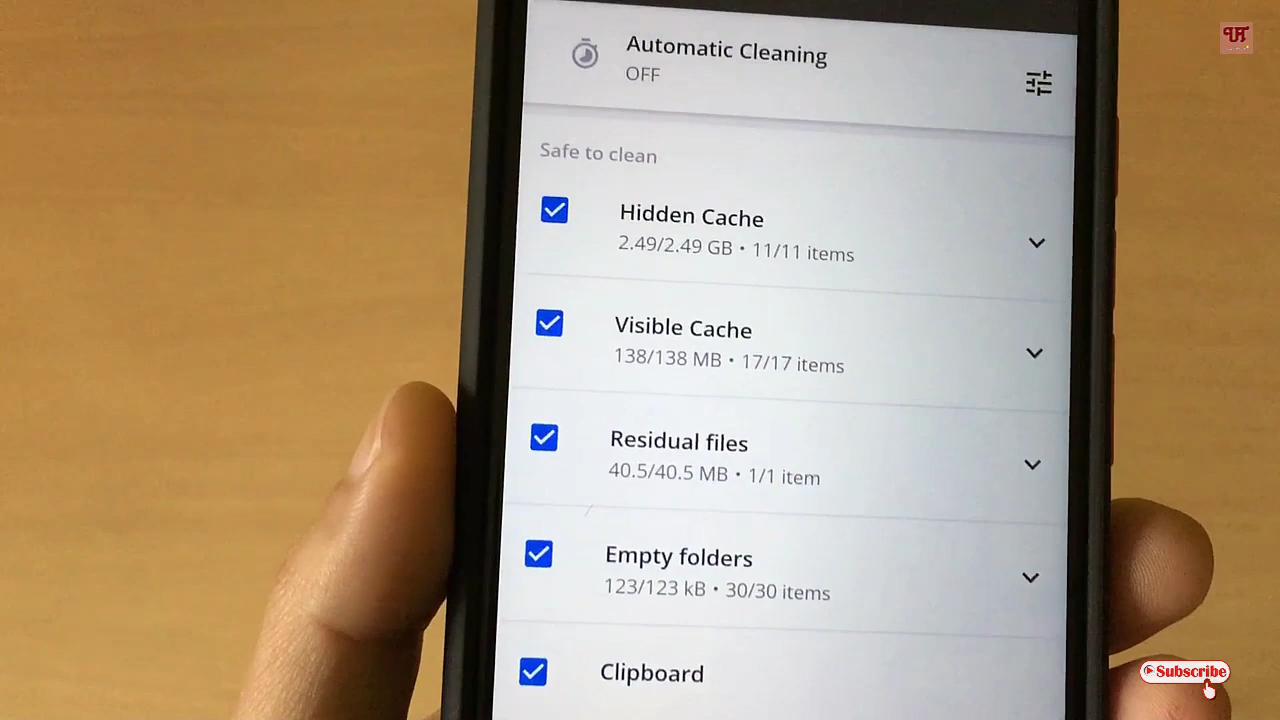 Automatic Cleaning
OFF
Safe to clean
Hidden Cache
2.49/2.49 GB • 11/11 items
Visible Cache
138/138 MB • 17/17 items
Residual files
40.5/40.5 MB • 1/1 item
Empty folders
123/123 kB • 30/30 items
Clipboard
Subscribe